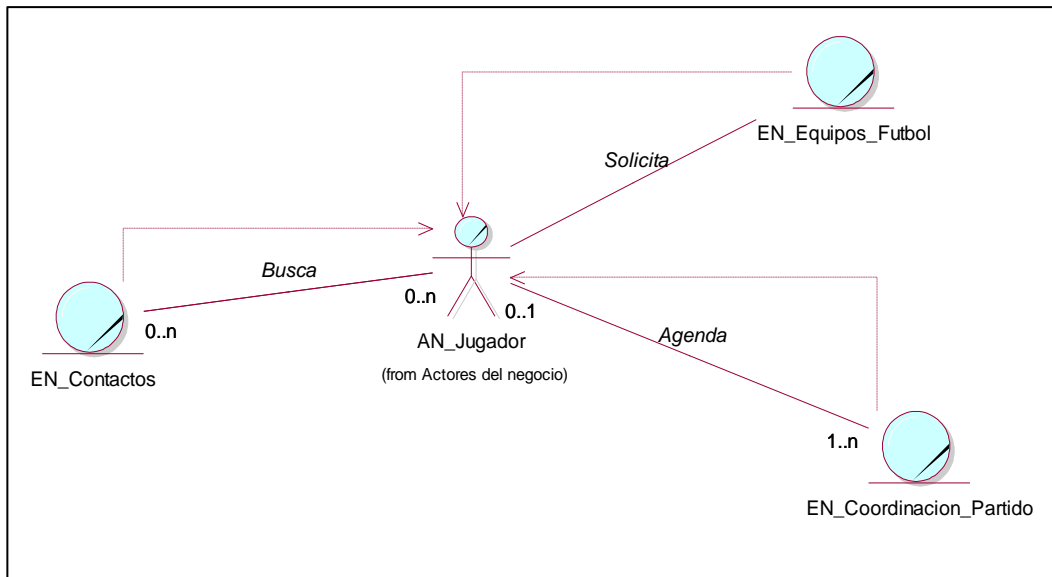 EN_Equipos_Futbol
Solicita
Busca
0..n
0..n
0..1
EN_Contactos
AN_Jugador
(from Actores del negocio)
Agenda
1..n
EN_Coordinacion_Partido